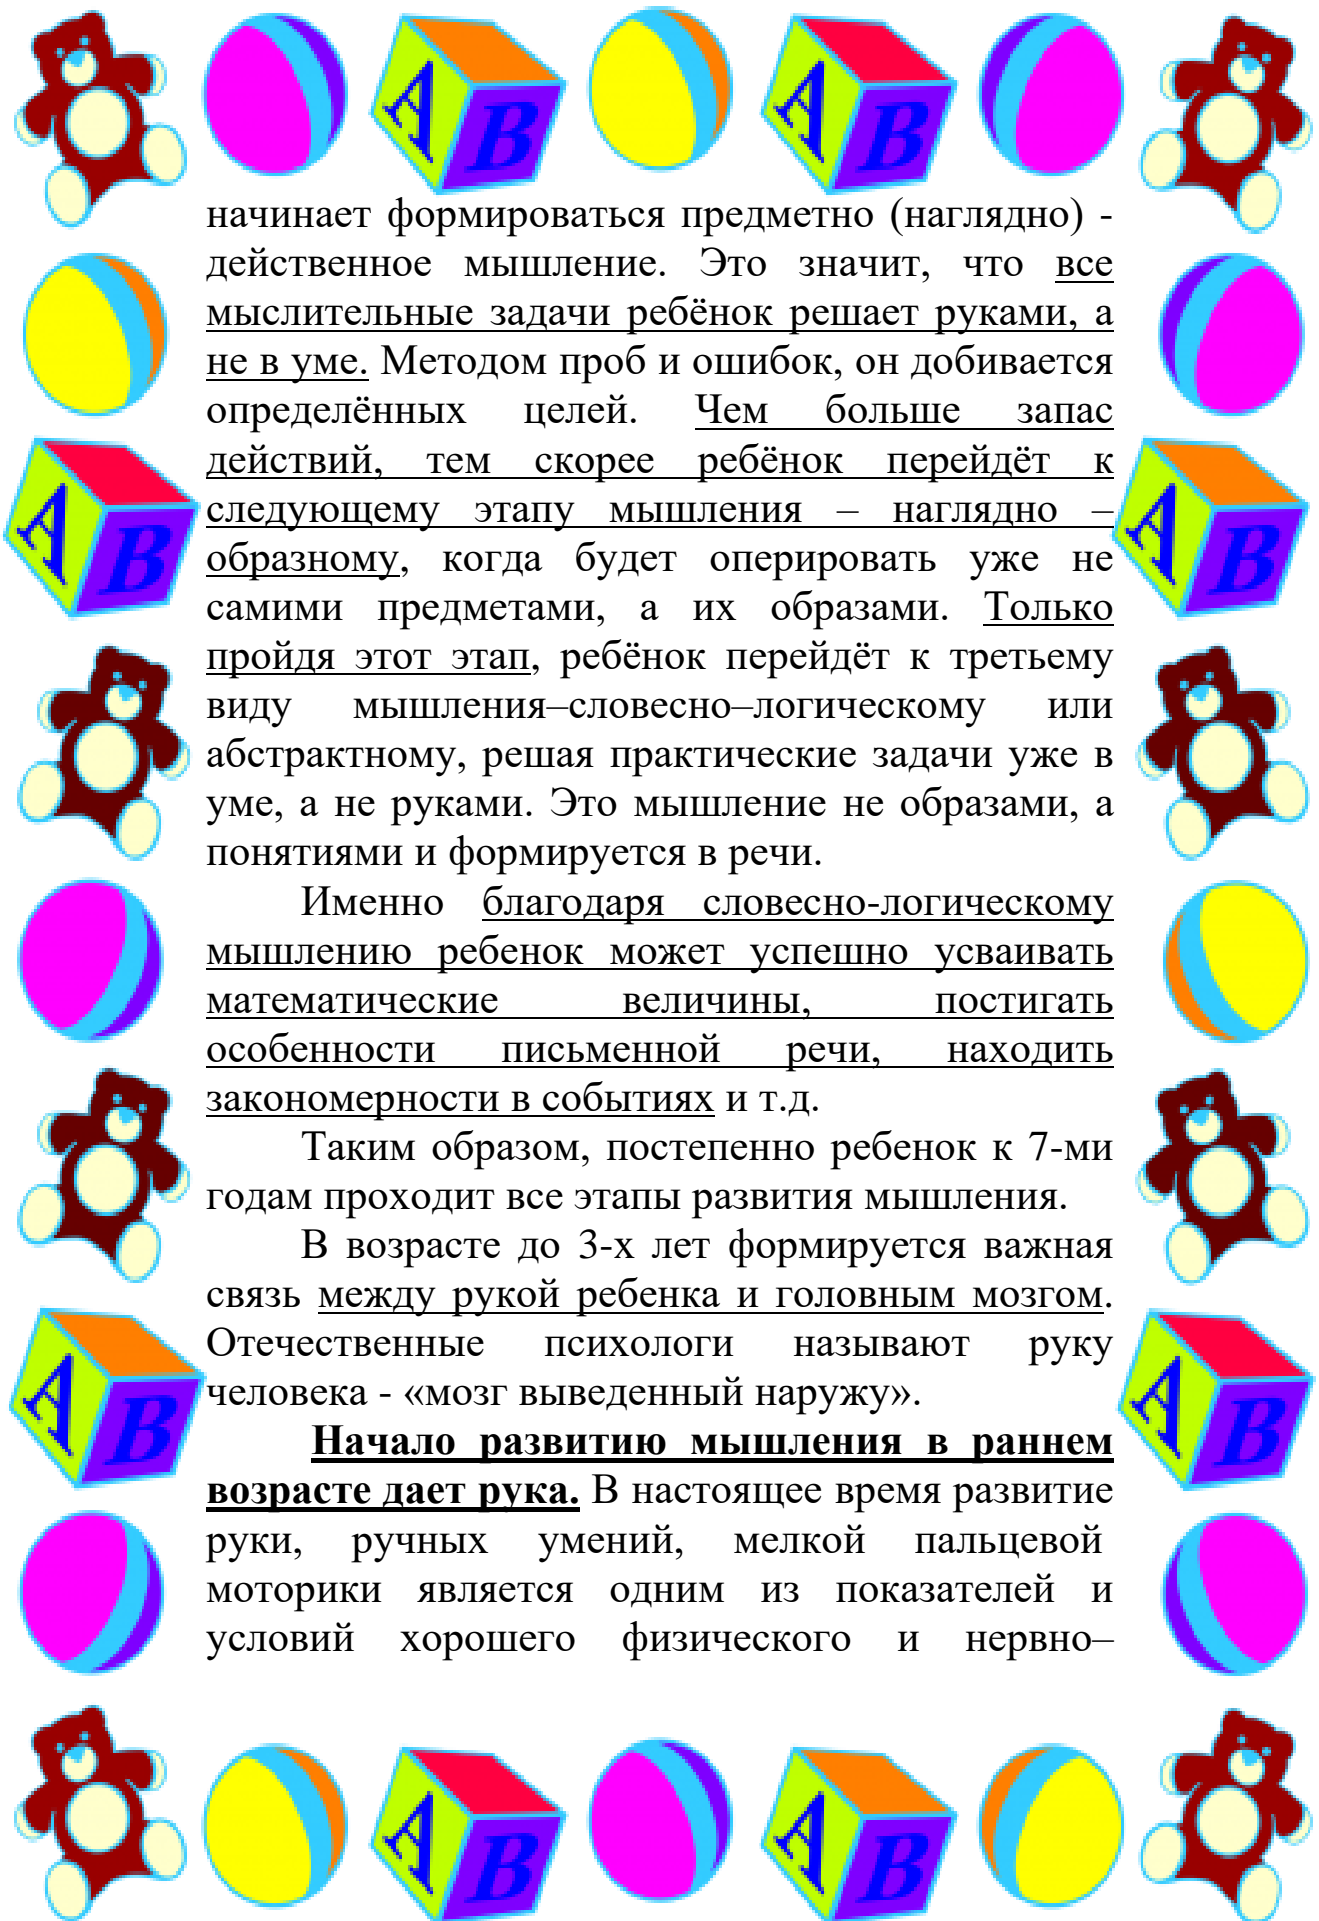 начинает формироваться предметно (наглядно) -
действенное мышление. Это значит, что все
мыслительные задачи ребёнок решает руками, а
не в уме. Методом проб и ошибок, он добивается
определённых целей. Чем больше запас
действий, тем скорее ребёнок перейдёт к
следующему этапу мышления – наглядно –
образному, когда будет оперировать уже не
самими предметами, а их образами. Только
пройдя этот этап, ребёнок перейдёт к третьему
виду мышления–словесно–логическому или
абстрактному, решая практические задачи уже в
уме, а не руками. Это мышление не образами, а
понятиями и формируется в речи.
Именно благодаря словесно-логическому
мышлению ребенок может успешно усваивать
математические величины, постигать
особенности письменной речи, находить
закономерности в событиях и т.д.
Таким образом, постепенно ребенок к 7-ми
годам проходит все этапы развития мышления.
В возрасте до 3-х лет формируется важная
связь между рукой ребенка и головным мозгом.
Отечественные психологи называют руку
человека - «мозг выведенный наружу».
Начало развитию мышления в раннем
возрасте дает рука. В настоящее время развитие
руки, ручных умений, мелкой пальцевой
моторики является одним из показателей и
условий хорошего физического и нервно–
A B
A B
A B
A B
A B
A B
A B
A B